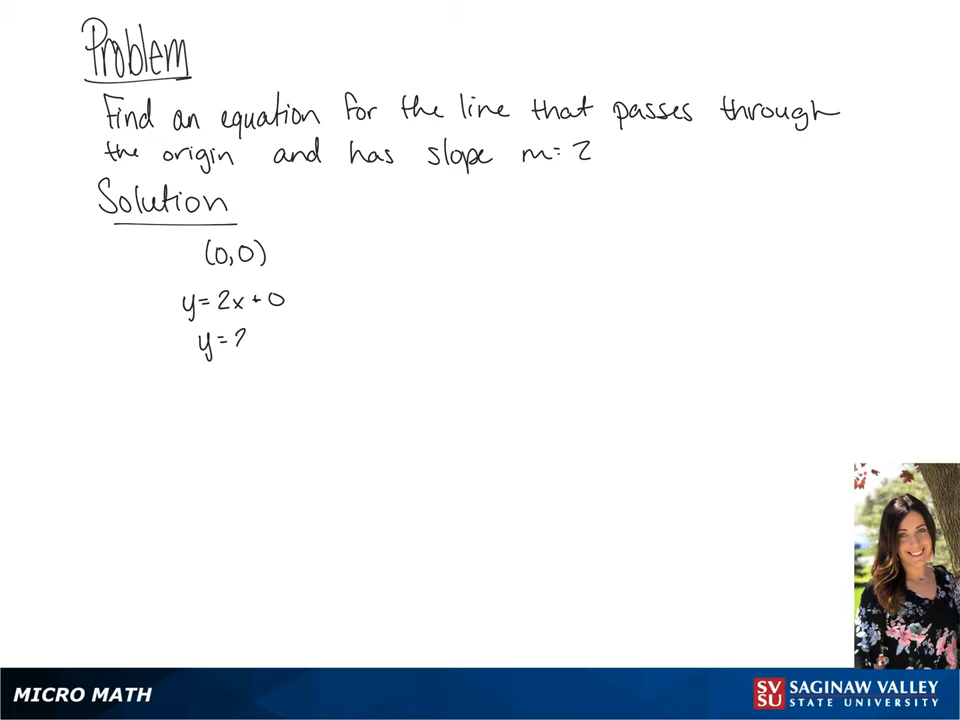 Problem
Find an equation for the line that passes through
the origin and has slope m=2
Solution
(0,0)
y=2x+0
y=2
MICRO MATH
SV SU SAGINAW VALLEY
STATE UNIVERSITY